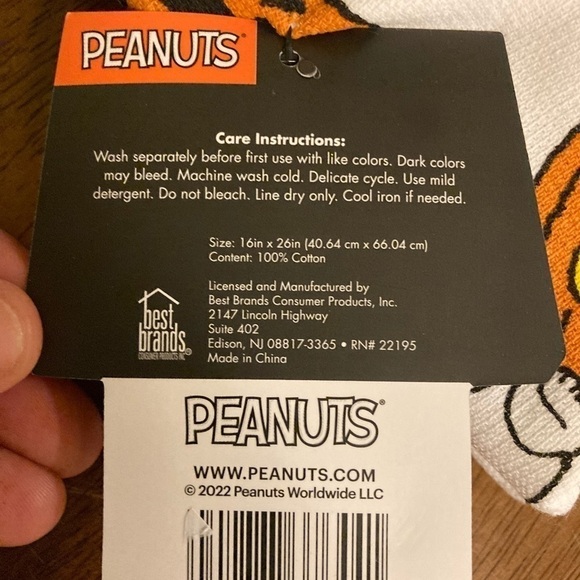 PEANUTS
Care Instructions:
Wash separately before first use with like colors. Dark colors
may bleed. Machine wash cold. Delicate cycle. Use mild
detergent. Do not bleach. Line dry only. Cool iron if needed.
Size: 16in x 26in (40.64 cm x 66.04 cm)
Content: 100% Cotton
Licensed and Manufactured by
Best Brands Consumer Products, Inc.
2147 Lincoln Highway
Suite 402
Edison, NJ 08817-3365 • RN# 22195
Made in China
best
brands
CONSUMER PRODUCTS INC
PEANUTS
WWW.PEANUTS.COM
© 2022 Peanuts Worldwide LLC